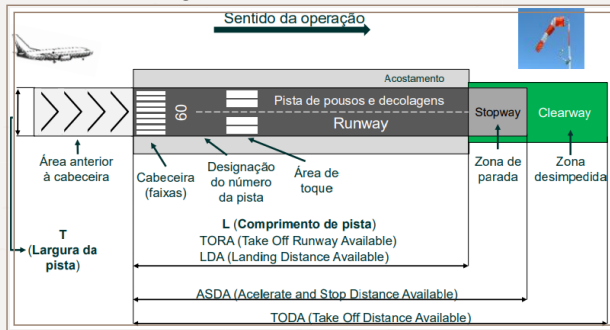 Sentido da operação
Acostamento
09
Pista de pousos e decolagens
Runway
Stopway
Clearway
Área anterior
à cabeceira
Cabeceira
(faixas)
Designação
do número
da pista
Área de
toque
Zona de
parada
Zona
desimpedida
T
(Largura da
pista)
L (Comprimento de pista)
TORA (Take Off Runway Available)
LDA (Landing Distance Available)
ASDA (Acelerate and Stop Distance Available)
TODA (Take Off Distance Available)